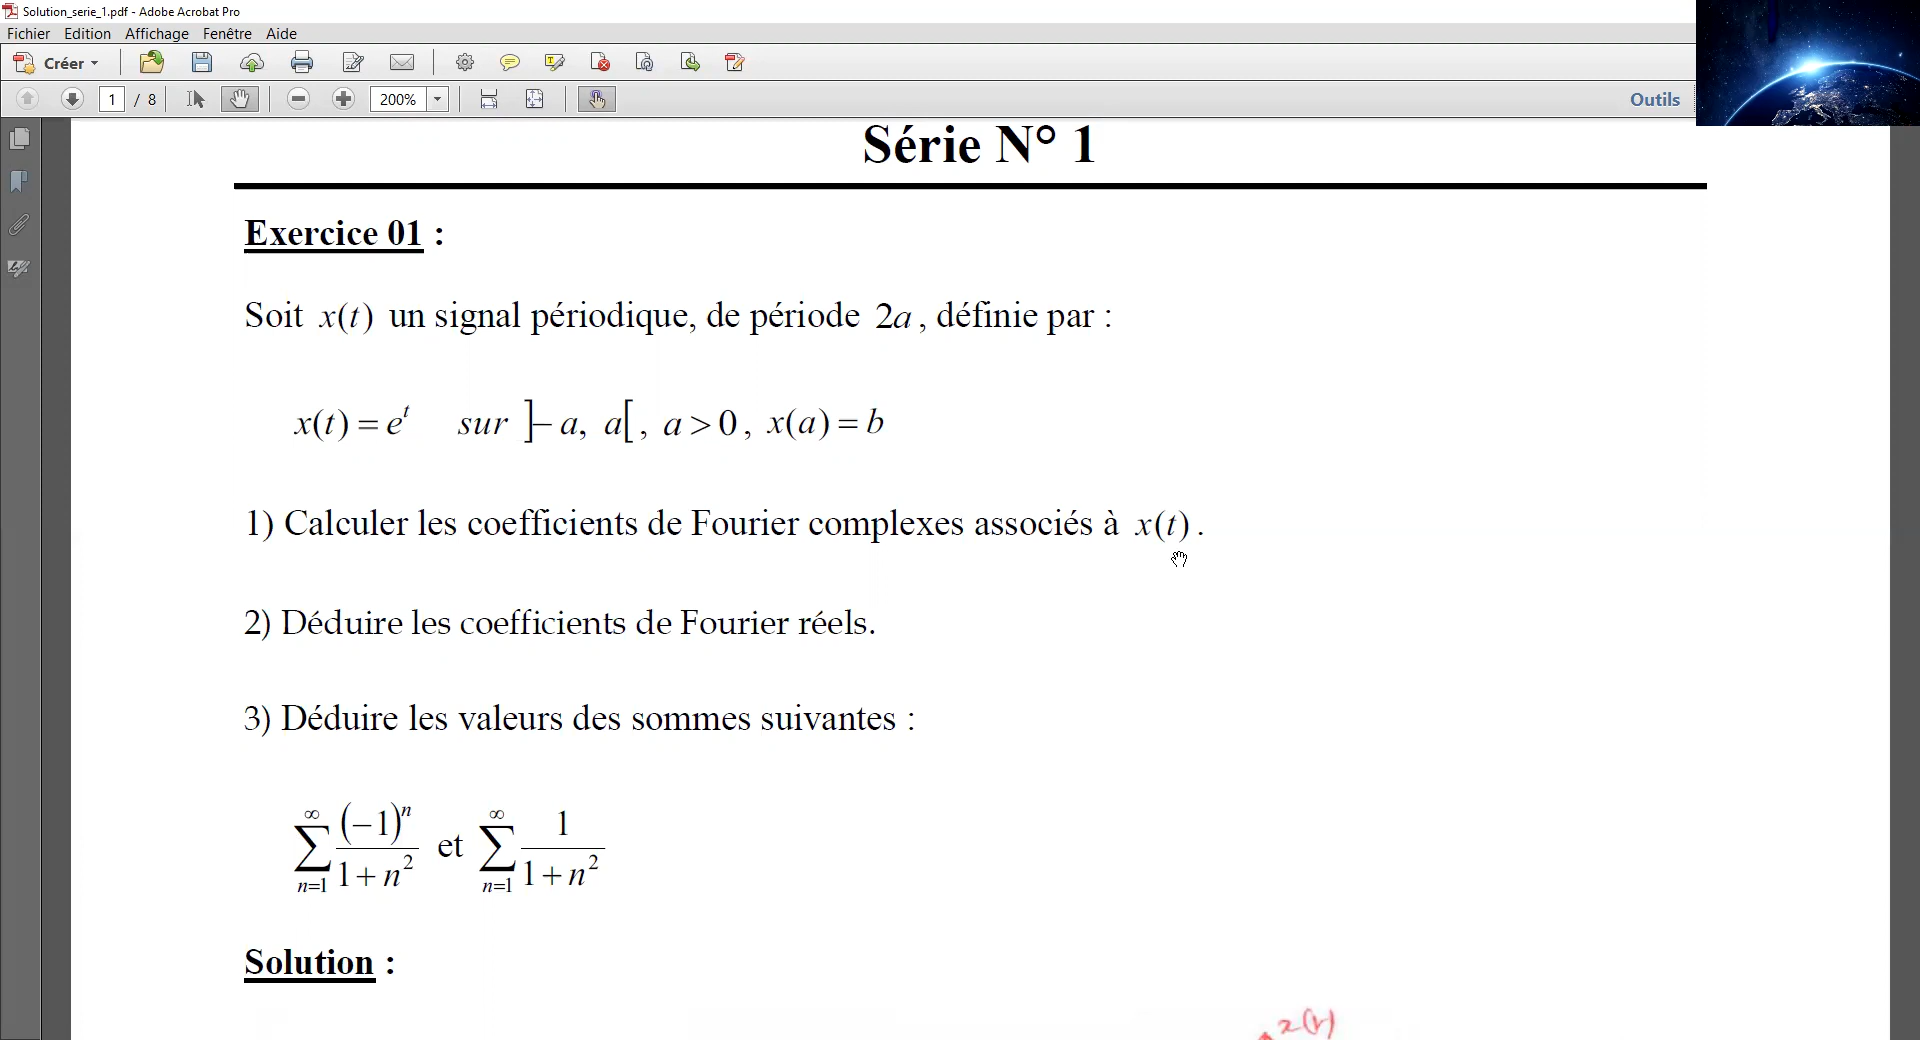 Solution_serie_1.pdf - Adobe Acrobat Pro
Fichier Edition Affichage Fenêtre Aide
Créer
1 / 8 200% Outils
Série N° 1
Exercice 01 :
Soit x(t) un signal périodique, de période 2a, définie par :
x(t) = e^t sur ]−a, a[, a > 0, x(a) = b
1) Calculer les coefficients de Fourier complexes associés à x(t).
2) Déduire les coefficients de Fourier réels.
3) Déduire les valeurs des sommes suivantes :
∑_{n=1}^{∞} (−1)^n / (1+n^2) et ∑_{n=1}^{∞} 1 / (1+n^2)
Solution :
x(t)